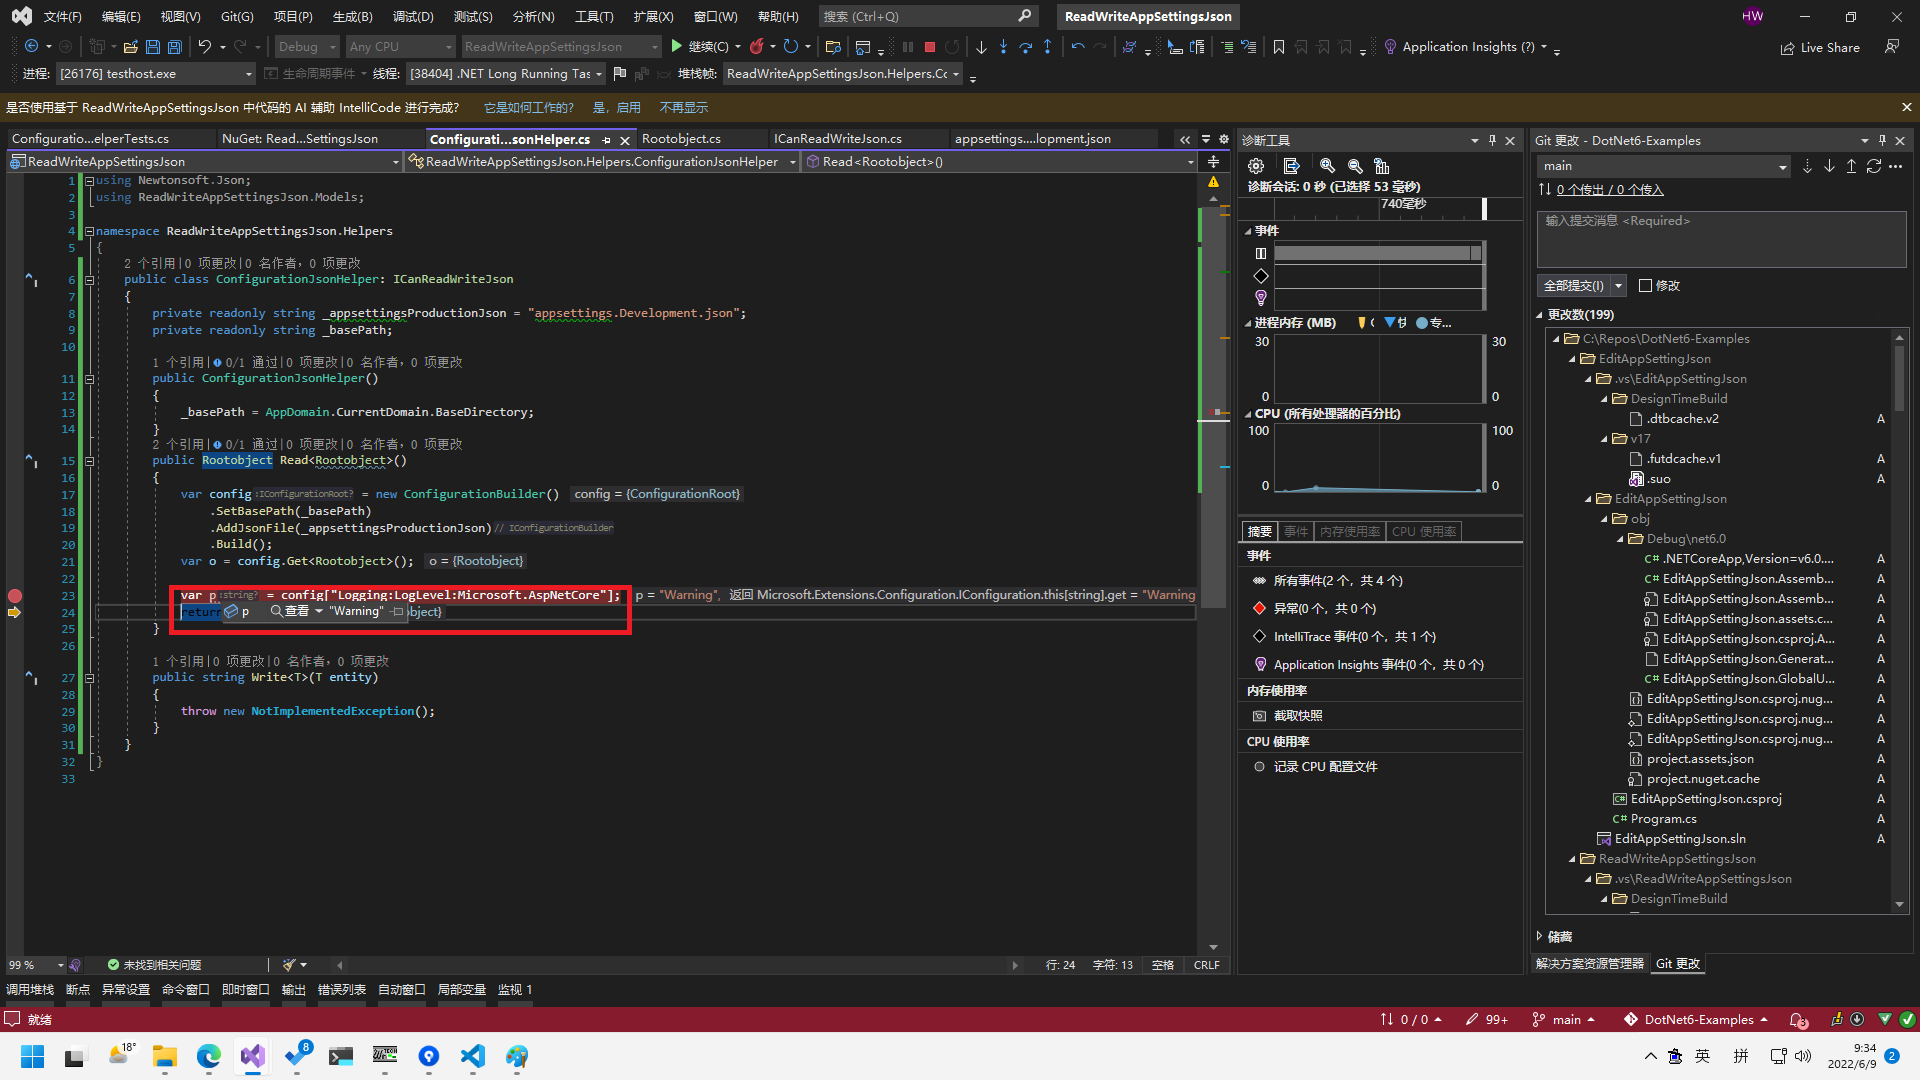 文件(F) 编辑(E) 视图(V) Git(G) 项目(P) 生成(B) 调试(D) 测试(S) 分析(N) 工具(T) 扩展(X) 窗口(W) 帮助(H) 搜索 (Ctrl+Q) ReadWriteAppSettingsJson HW
Debug Any CPU ReadWriteAppSettingsJson 继续(C) Application Insights (?) Live Share
进程: [26176] testhost.exe 生命周期事件 线程: [38404] .NET Long Running Tas 堆栈帧: ReadWriteAppSettingsJson.Helpers.Co
是否使用基于 ReadWriteAppSettingsJson 中代码的 AI 辅助 IntelliCode 进行完成? 它是如何工作的? 是，启用 不再显示
Configuratio...elperTests.cs NuGet: Read...SettingsJson Configurati...sonHelper.cs Rootobject.cs ICanReadWriteJson.cs appsettings....lopment.json
ReadWriteAppSettingsJson ReadWriteAppSettingsJson.Helpers.ConfigurationJsonHelper Read<Rootobject>()
1 using Newtonsoft.Json;
2 using ReadWriteAppSettingsJson.Models;
3
4 namespace ReadWriteAppSettingsJson.Helpers
5 {
2 个引用|0 项更改|0 名作者，0 项更改
6 public class ConfigurationJsonHelper: ICanReadWriteJson
7 {
8 private readonly string _appsettingsProductionJson = "appsettings.Development.json";
9 private readonly string _basePath;
10
1 个引用|0/1 通过|0 项更改|0 名作者，0 项更改
11 public ConfigurationJsonHelper()
12 {
13 _basePath = AppDomain.CurrentDomain.BaseDirectory;
14 }
2 个引用|0/1 通过|0 项更改|0 名作者，0 项更改
15 public Rootobject Read<Rootobject>()
16 {
17 var config :IConfigurationRoot? = new ConfigurationBuilder() config = {ConfigurationRoot}
18 .SetBasePath(_basePath)
19 .AddJsonFile(_appsettingsProductionJson) // IConfigurationBuilder
20 .Build();
21 var o = config.Get<Rootobject>(); o = {Rootobject}
22
23 var p :string? = config["Logging:LogLevel:Microsoft.AspNetCore"]; p = "Warning", 返回 Microsoft.Extensions.Configuration.IConfiguration.this[string].get = "Warning
24 return p 查看 "Warning" object}
25 }
26
1 个引用|0 项更改|0 名作者，0 项更改
27 public string Write<T>(T entity)
28 {
29 throw new NotImplementedException();
30 }
31 }
32 }
33
99 % 未找到相关问题 行: 24 字符: 13 空格 CRLF
诊断工具
诊断会话: 0 秒 (已选择 53 毫秒)
740毫秒
事件
进程内存 (MB) 专...
30 30
0 0
CPU (所有处理器的百分比)
100 100
0 0
摘要 事件 内存使用率 CPU 使用率
事件
所有事件(2 个，共 4 个)
异常(0 个，共 0 个)
IntelliTrace 事件(0 个，共 1 个)
Application Insights 事件(0 个，共 0 个)
内存使用率
截取快照
CPU 使用率
记录 CPU 配置文件
Git 更改 - DotNet6-Examples
main
0 个传出 / 0 个传入
输入提交消息 <Required>
全部提交(I) 修改
更改数(199)
C:\Repos\DotNet6-Examples
EditAppSettingJson
.vs\EditAppSettingJson
DesignTimeBuild
.dtbcache.v2 A
v17
.futdcache.v1 A
.suo A
EditAppSettingJson
obj
Debug\net6.0
C# .NETCoreApp,Version=v6.0.... A
C# EditAppSettingJson.Assemb... A
EditAppSettingJson.Assemb... A
EditAppSettingJson.assets.c... A
EditAppSettingJson.csproj.A... A
EditAppSettingJson.Generat... A
C# EditAppSettingJson.GlobalU... A
EditAppSettingJson.csproj.nug... A
EditAppSettingJson.csproj.nug... A
EditAppSettingJson.csproj.nug... A
project.assets.json A
project.nuget.cache A
C# EditAppSettingJson.csproj A
C# Program.cs A
EditAppSettingJson.sln A
ReadWriteAppSettingsJson
.vs\ReadWriteAppSettingsJson
DesignTimeBuild
储藏
解决方案资源管理器 Git 更改
调用堆栈 断点 异常设置 命令窗口 即时窗口 输出 错误列表 自动窗口 局部变量 监视 1
就绪 0 / 0 99+ main DotNet6-Examples 3
18° 8 英 拼 9:34
2022/6/9 2